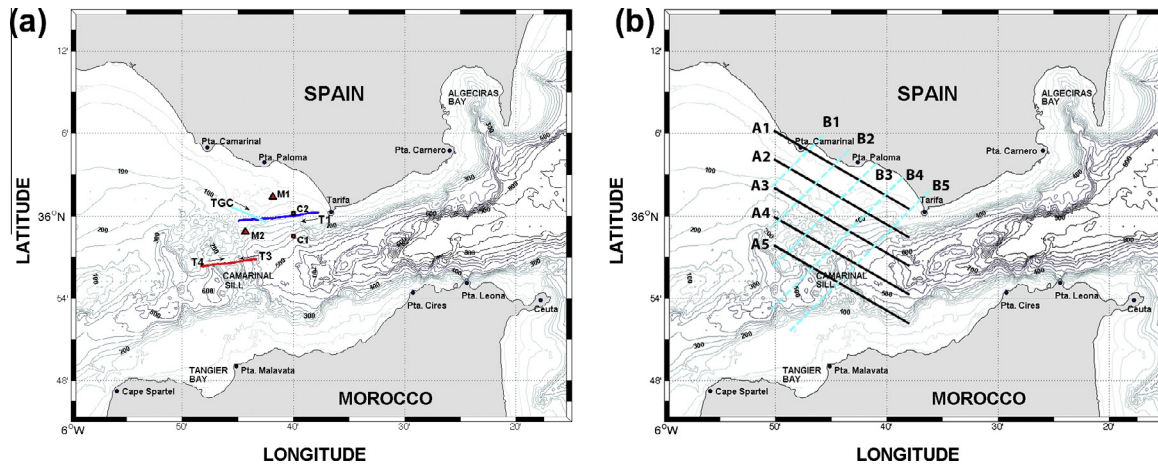 (a)
12'
6'
36°N
54'
48'
6°W
50'
40'
30'
20'
LATITUDE
LONGITUDE
SPAIN
ALGECIRAS
BAY
Pta. Camarinal
Pta. Paloma
Pta. Carnero
Tarifa
100
200
100
M1
TGC
C2
T1
M2
C1
T4
T3
CAMARINAL
SILL
Pta. Cires
Pta. Leona
Ceuta
TANGIER
BAY
Pta. Malavata
Cape Spartel
MOROCCO
(b)
12'
6'
36°N
54'
48'
6°W
50'
40'
30'
20'
LATITUDE
LONGITUDE
SPAIN
ALGECIRAS
BAY
A1
B1
Pta. Camarinal
B2
Pta. Paloma
Pta. Carnero
A2
B3
B4
A3
B5
Tarifa
100
200
A4
A5
CAMARINAL
SILL
Pta. Cires
Pta. Leona
Ceuta
TANGIER
BAY
Pta. Malavata
Cape Spartel
MOROCCO